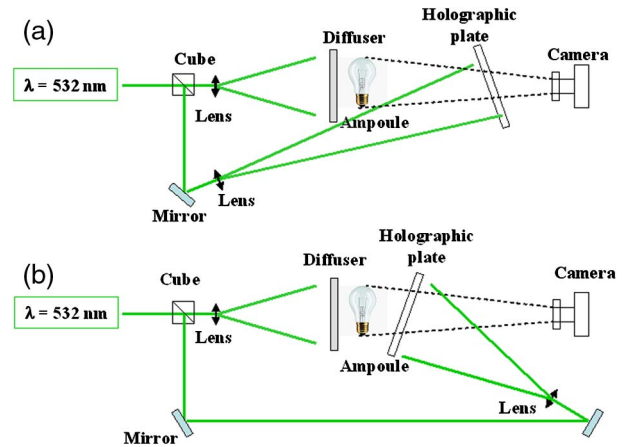 (a)
Holographic
plate
Diffuser
Camera
Cube
λ = 532 nm
Lens
Ampoule
Lens
Mirror
(b)
Holographic
plate
Diffuser
Camera
Cube
λ = 532 nm
Lens
Ampoule
Lens
Mirror